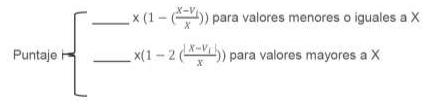 _____ x (1 – (X–Vᵢ/X)) para valores menores o iguales a X
Puntaje i=
_____ x(1 – 2 (|X–Vᵢ|/X)) para valores mayores a X